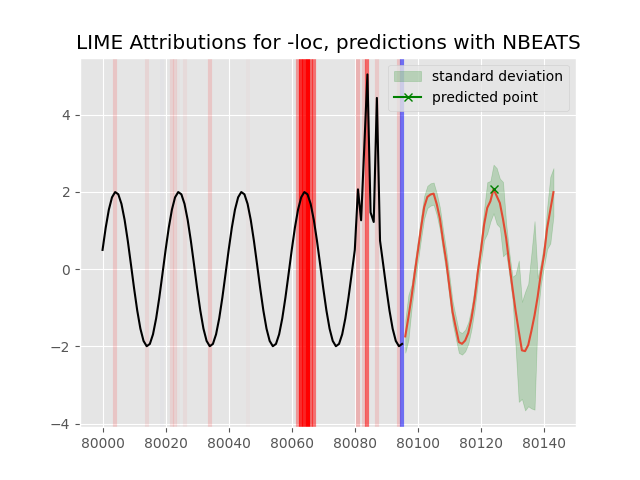 LIME Attributions for -loc, predictions with NBEATS
standard deviation
predicted point
4
2
0
−2
−4
80000 80020 80040 80060 80080 80100 80120 80140